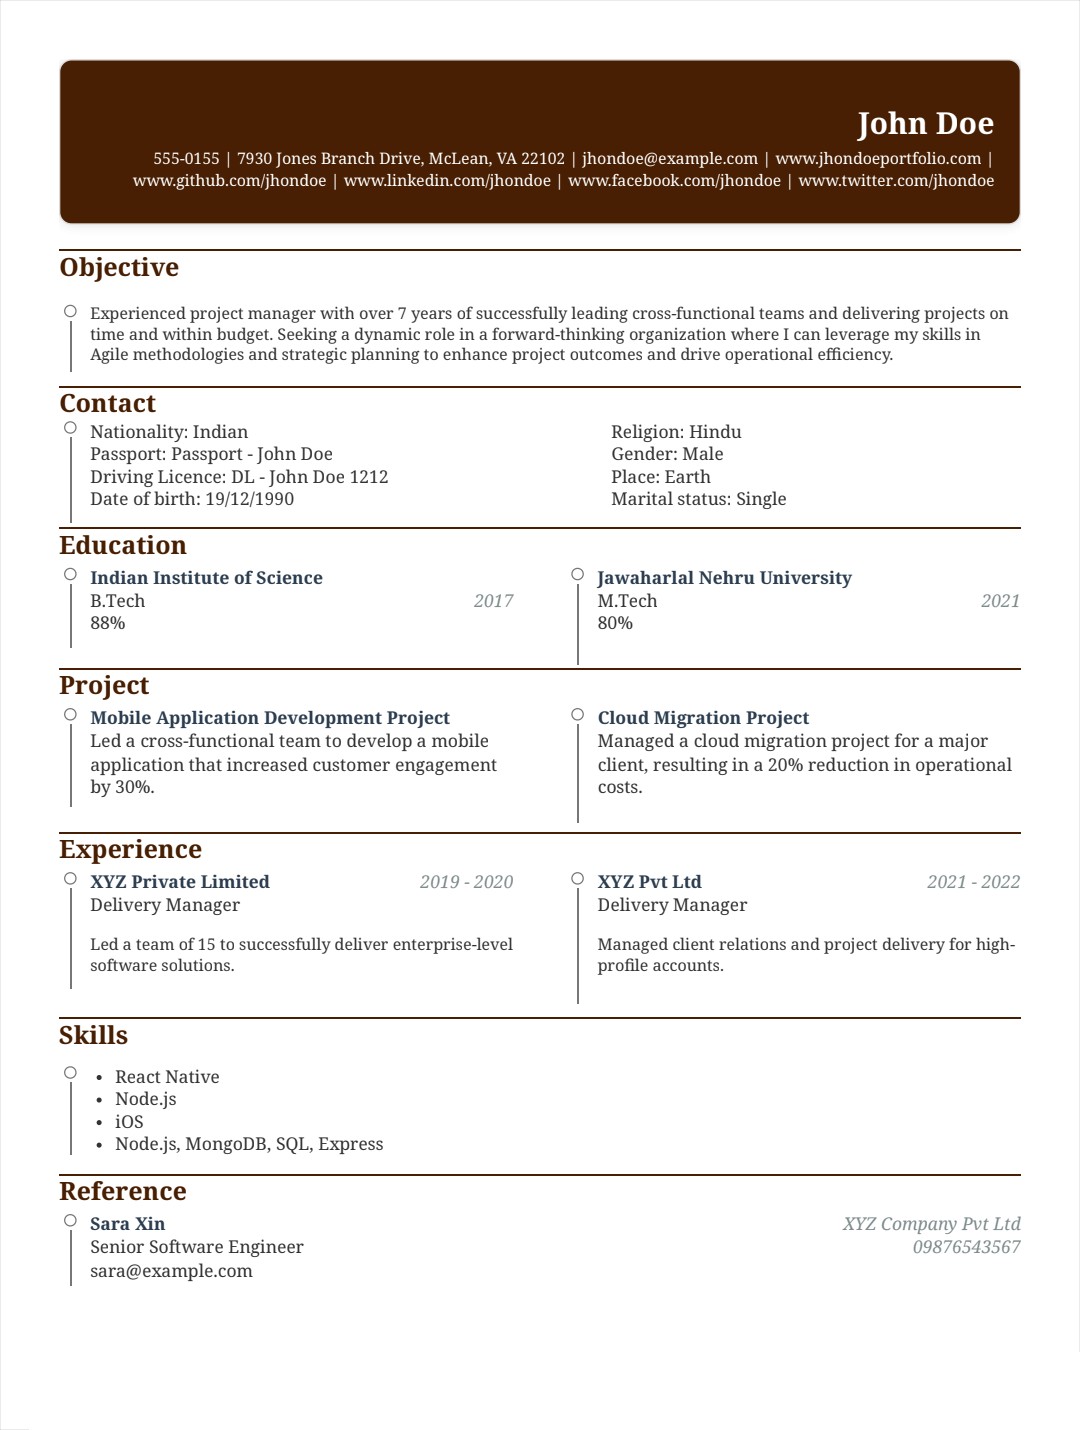 John Doe
555-0155 | 7930 Jones Branch Drive, McLean, VA 22102 | jhondoe@example.com | www.jhondoeportfolio.com |
www.github.com/jhondoe | www.linkedin.com/jhondoe | www.facebook.com/jhondoe | www.twitter.com/jhondoe
Objective
Experienced project manager with over 7 years of successfully leading cross-functional teams and delivering projects on
time and within budget. Seeking a dynamic role in a forward-thinking organization where I can leverage my skills in
Agile methodologies and strategic planning to enhance project outcomes and drive operational efficiency.
Contact
Nationality: Indian
Passport: Passport - John Doe
Driving Licence: DL - John Doe 1212
Date of birth: 19/12/1990
Religion: Hindu
Gender: Male
Place: Earth
Marital status: Single
Education
Indian Institute of Science
B.Tech 2017
88%
Jawaharlal Nehru University
M.Tech 2021
80%
Project
Mobile Application Development Project
Led a cross-functional team to develop a mobile
application that increased customer engagement
by 30%.
Cloud Migration Project
Managed a cloud migration project for a major
client, resulting in a 20% reduction in operational
costs.
Experience
XYZ Private Limited 2019 - 2020
Delivery Manager
Led a team of 15 to successfully deliver enterprise-level
software solutions.
XYZ Pvt Ltd 2021 - 2022
Delivery Manager
Managed client relations and project delivery for high-
profile accounts.
Skills
• React Native
• Node.js
• iOS
• Node.js, MongoDB, SQL, Express
Reference
Sara Xin XYZ Company Pvt Ltd
Senior Software Engineer 09876543567
sara@example.com